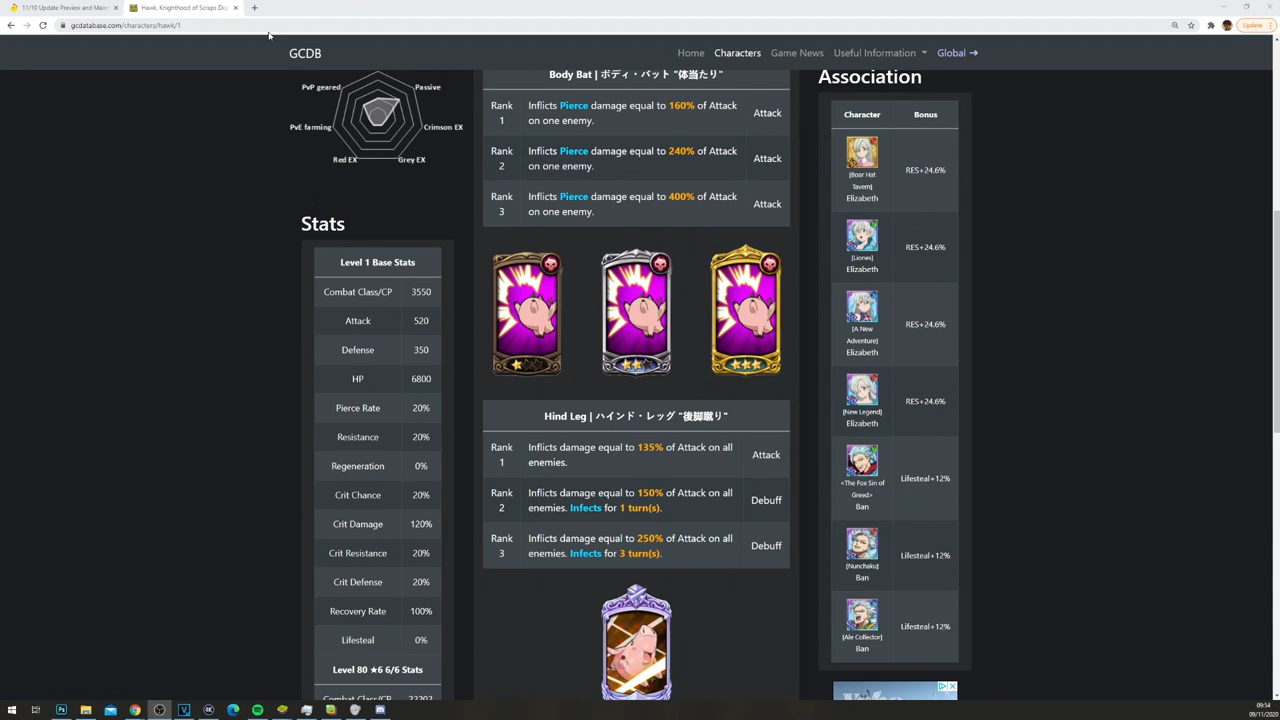 11/10 Update Preview and Main
Hawk, Knighthood of Scraps Dis
gcdatabase.com/characters/hawk/1
Update
GCDB
Home
Characters
Game News
Useful Information
Global →
PvP geared
Passive
PvE farming
Crimson EX
Red EX
Grey EX
Stats
Level 1 Base Stats
Combat Class/CP 3550
Attack 520
Defense 350
HP 6800
Pierce Rate 20%
Resistance 20%
Regeneration 0%
Crit Chance 20%
Crit Damage 120%
Crit Resistance 20%
Crit Defense 20%
Recovery Rate 100%
Lifesteal 0%
Level 80 ★6 6/6 Stats
Combat Class/CP 22202
Body Bat | ボディ・バット "体当たり"
Rank 1
Inflicts Pierce damage equal to 160% of Attack
on one enemy.
Attack
Rank 2
Inflicts Pierce damage equal to 240% of Attack
on one enemy.
Attack
Rank 3
Inflicts Pierce damage equal to 400% of Attack
on one enemy.
Attack
Hind Leg | ハインド・レッグ "後脚蹴り"
Rank 1
Inflicts damage equal to 135% of Attack on all
enemies.
Attack
Rank 2
Inflicts damage equal to 150% of Attack on all
enemies. Infects for 1 turn(s).
Debuff
Rank 3
Inflicts damage equal to 250% of Attack on all
enemies. Infects for 3 turn(s).
Debuff
Association
Character
Bonus
[Boar Hat
Tavern]
Elizabeth
RES+24.6%
[Liones]
Elizabeth
RES+24.6%
[A New
Adventure]
Elizabeth
RES+24.6%
[New Legend]
Elizabeth
RES+24.6%
<The Fox Sin of
Greed>
Ban
Lifesteal+12%
[Nunchaku]
Ban
Lifesteal+12%
[Ale Collector]
Ban
Lifesteal+12%
09:54
09/11/2020